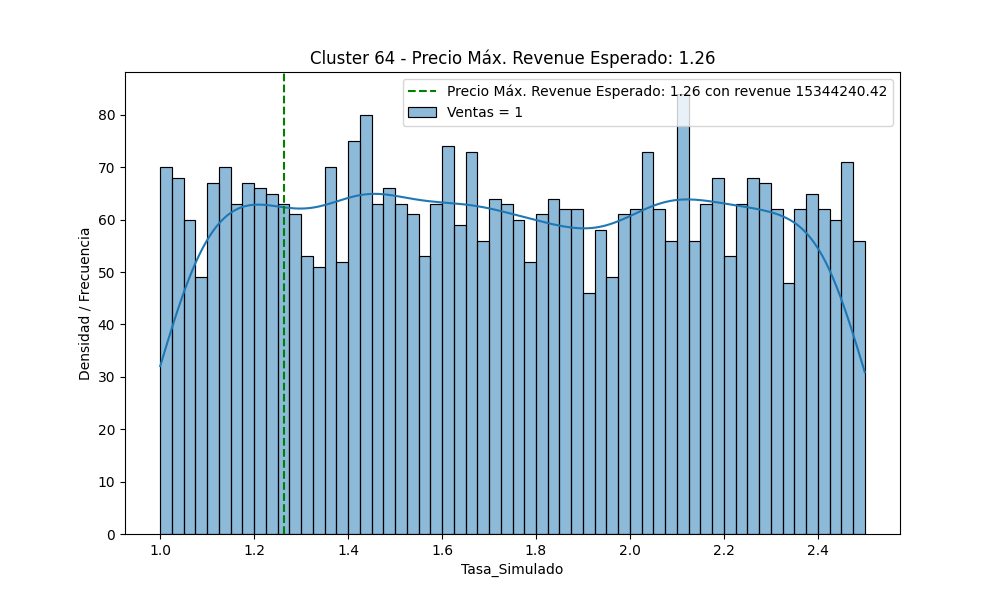 Cluster 64 - Precio Máx. Revenue Esperado: 1.26
Precio Máx. Revenue Esperado: 1.26 con revenue 15344240.42
Ventas = 1
Densidad / Frecuencia
80
70
60
50
40
30
20
10
0
1.0 1.2 1.4 1.6 1.8 2.0 2.2 2.4
Tasa_Simulado